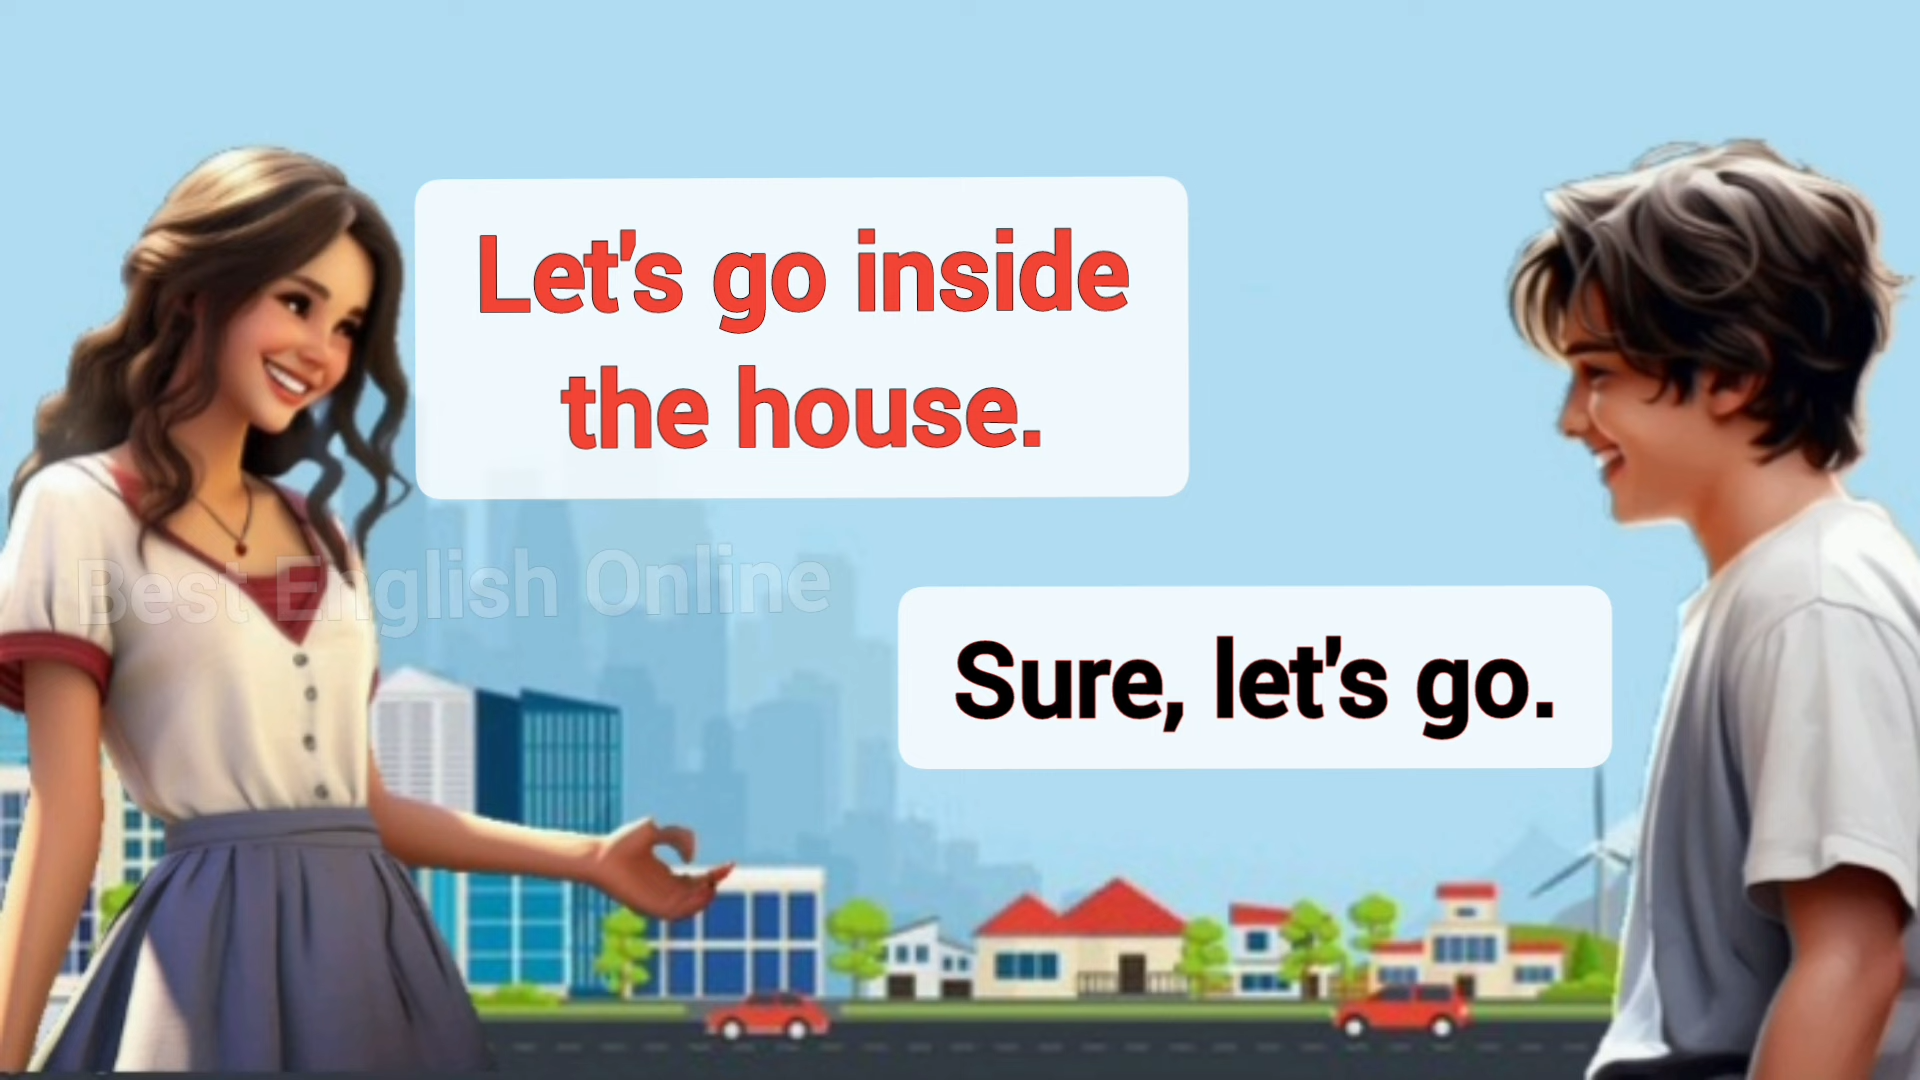 Let's go inside
the house.
Best English Online
Sure, let's go.